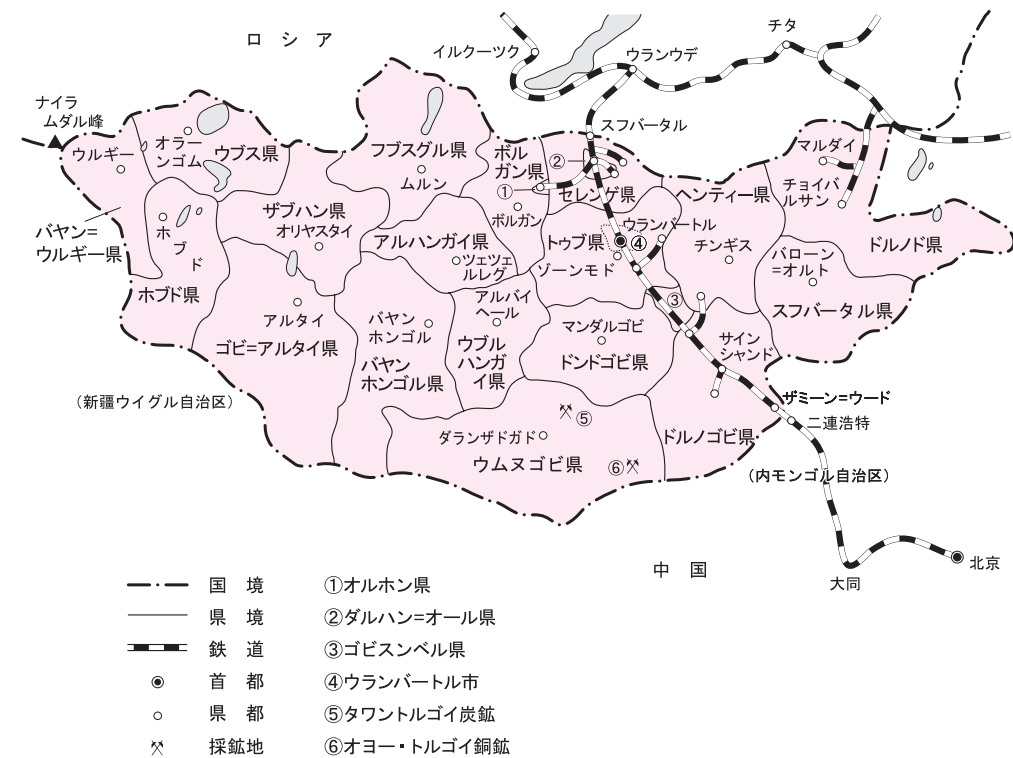 ロシア
イルクーツク
ウランウデ
チタ
スフバータル
ナイラ
ムダル峰
ウルギー
オラー
ンゴム
ウブス県
フブスグル県
ムルン
ボル
ガン県
②
①
セレンゲ県
ボルガン
ヘンティー県
マルダイ
チョイバ
ルサン
バヤン=
ウルギー県
ホブド
ホブド県
ザブハン県
オリヤスタイ
アルハンガイ県
ツェツェ
ルレグ
トゥブ県
ウランバートル
④
ゾーンモド
チンギス
バローン
=オルト
ドルノド県
スフバータル県
アルタイ
ゴビ=アルタイ県
バヤン
ホンゴル
バヤン
ホンゴル県
アルバイ
ヘール
ウブル
ハンガ
イ県
③
マンダルゴビ
ドンドゴビ県
サイン
シャンド
(新疆ウイグル自治区)
ダランザドガド
⑤
ウムヌゴビ県
⑥
ドルノゴビ県
ザミーン=ウード
二連浩特
(内モンゴル自治区)
中国
大同
北京
国境
県境
鉄道
首都
県都
採鉱地
①オルホン県
②ダルハン=オール県
③ゴビスンベル県
④ウランバートル市
⑤タワントルゴイ炭鉱
⑥オヨー・トルゴイ銅鉱